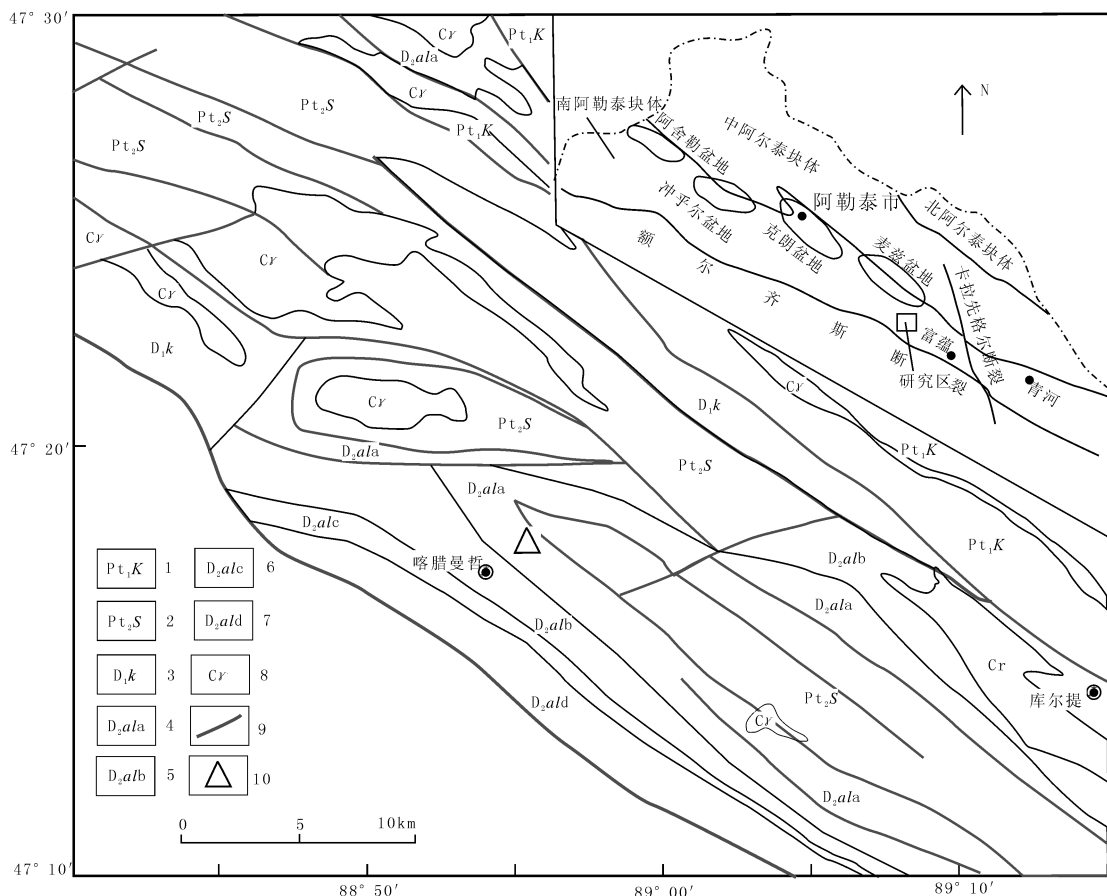 47° 30′
Cγ
Pt₁K
D₂ala
Cγ
Pt₂S
Pt₂S
Pt₁K
Pt₂S
N
南阿勒泰块体
阿舍勒盆地
中阿尔泰块体
冲乎尔盆地
阿勒泰市
北阿尔泰块体
克朗盆地
麦兹盆地
额尔齐斯断裂
卡拉先格尔断裂
富蕴
研究区
青河
Cγ
Cγ
Cγ
D₁k
Cγ
Cγ
D₁k
Pt₂S
Pt₁K
47° 20′
D₂ala
Pt₂S
D₂ala
D₂alc
喀腊曼哲
Pt₁K
D₂alb
D₂ala
D₂alb
Cr
D₂ald
Pt₂S
库尔提
Cγ
D₂ala
Pt₁K 1
D₂alc 6
Pt₂S 2
D₂ald 7
D₁k 3
Cγ 8
D₂ala 4
9
D₂alb 5
10
0 5 10km
47° 10′
88° 50′
89° 00′
89° 10′